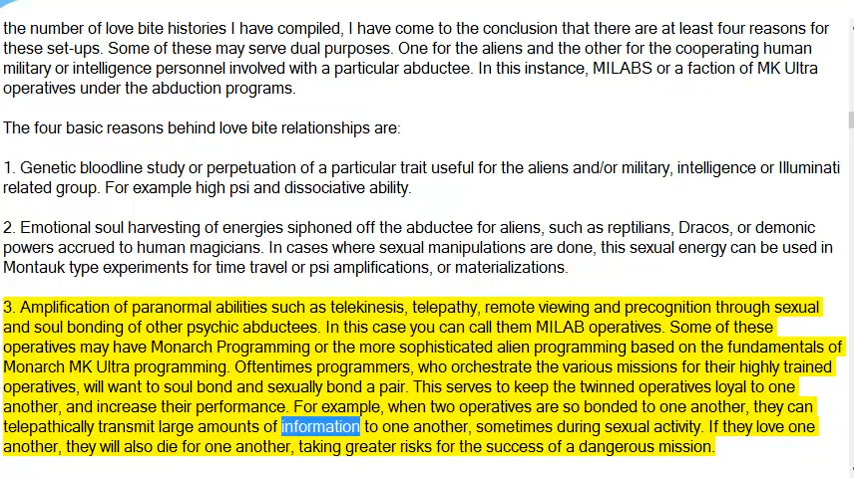 the number of love bite histories I have compiled, I have come to the conclusion that there are at least four reasons for
these set-ups. Some of these may serve dual purposes. One for the aliens and the other for the cooperating human
military or intelligence personnel involved with a particular abductee. In this instance, MILABS or a faction of MK Ultra
operatives under the abduction programs.
The four basic reasons behind love bite relationships are:
1. Genetic bloodline study or perpetuation of a particular trait useful for the aliens and/or military, intelligence or Illuminati
related group. For example high psi and dissociative ability.
2. Emotional soul harvesting of energies siphoned off the abductee for aliens, such as reptilians, Dracos, or demonic
powers accrued to human magicians. In cases where sexual manipulations are done, this sexual energy can be used in
Montauk type experiments for time travel or psi amplifications, or materializations.
3. Amplification of paranormal abilities such as telekinesis, telepathy, remote viewing and precognition through sexual
and soul bonding of other psychic abductees. In this case you can call them MILAB operatives. Some of these
operatives may have Monarch Programming or the more sophisticated alien programming based on the fundamentals of
Monarch MK Ultra programming. Oftentimes programmers, who orchestrate the various missions for their highly trained
operatives, will want to soul bond and sexually bond a pair. This serves to keep the twinned operatives loyal to one
another, and increase their performance. For example, when two operatives are so bonded to one another, they can
telepathically transmit large amounts of information to one another, sometimes during sexual activity. If they love one
another, they will also die for one another, taking greater risks for the success of a dangerous mission.